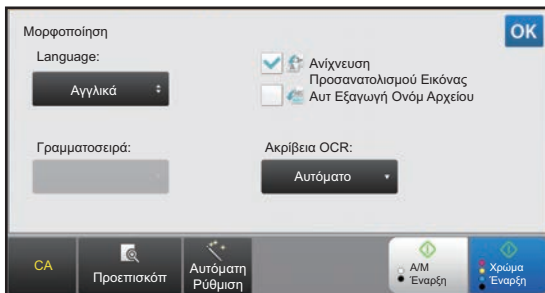 Μορφοποίηση
OK
Language:
Αγγλικά
Ανίχνευση
Προσανατολισμού Εικόνας
Αυτ Εξαγωγή Ονόμ Αρχείου
Γραμματοσειρά:
Ακρίβεια OCR:
Αυτόματο
CA
Προεπισκόπ
Αυτόματη
Ρύθμιση
Α/Μ
Έναρξη
Χρώμα
Έναρξη